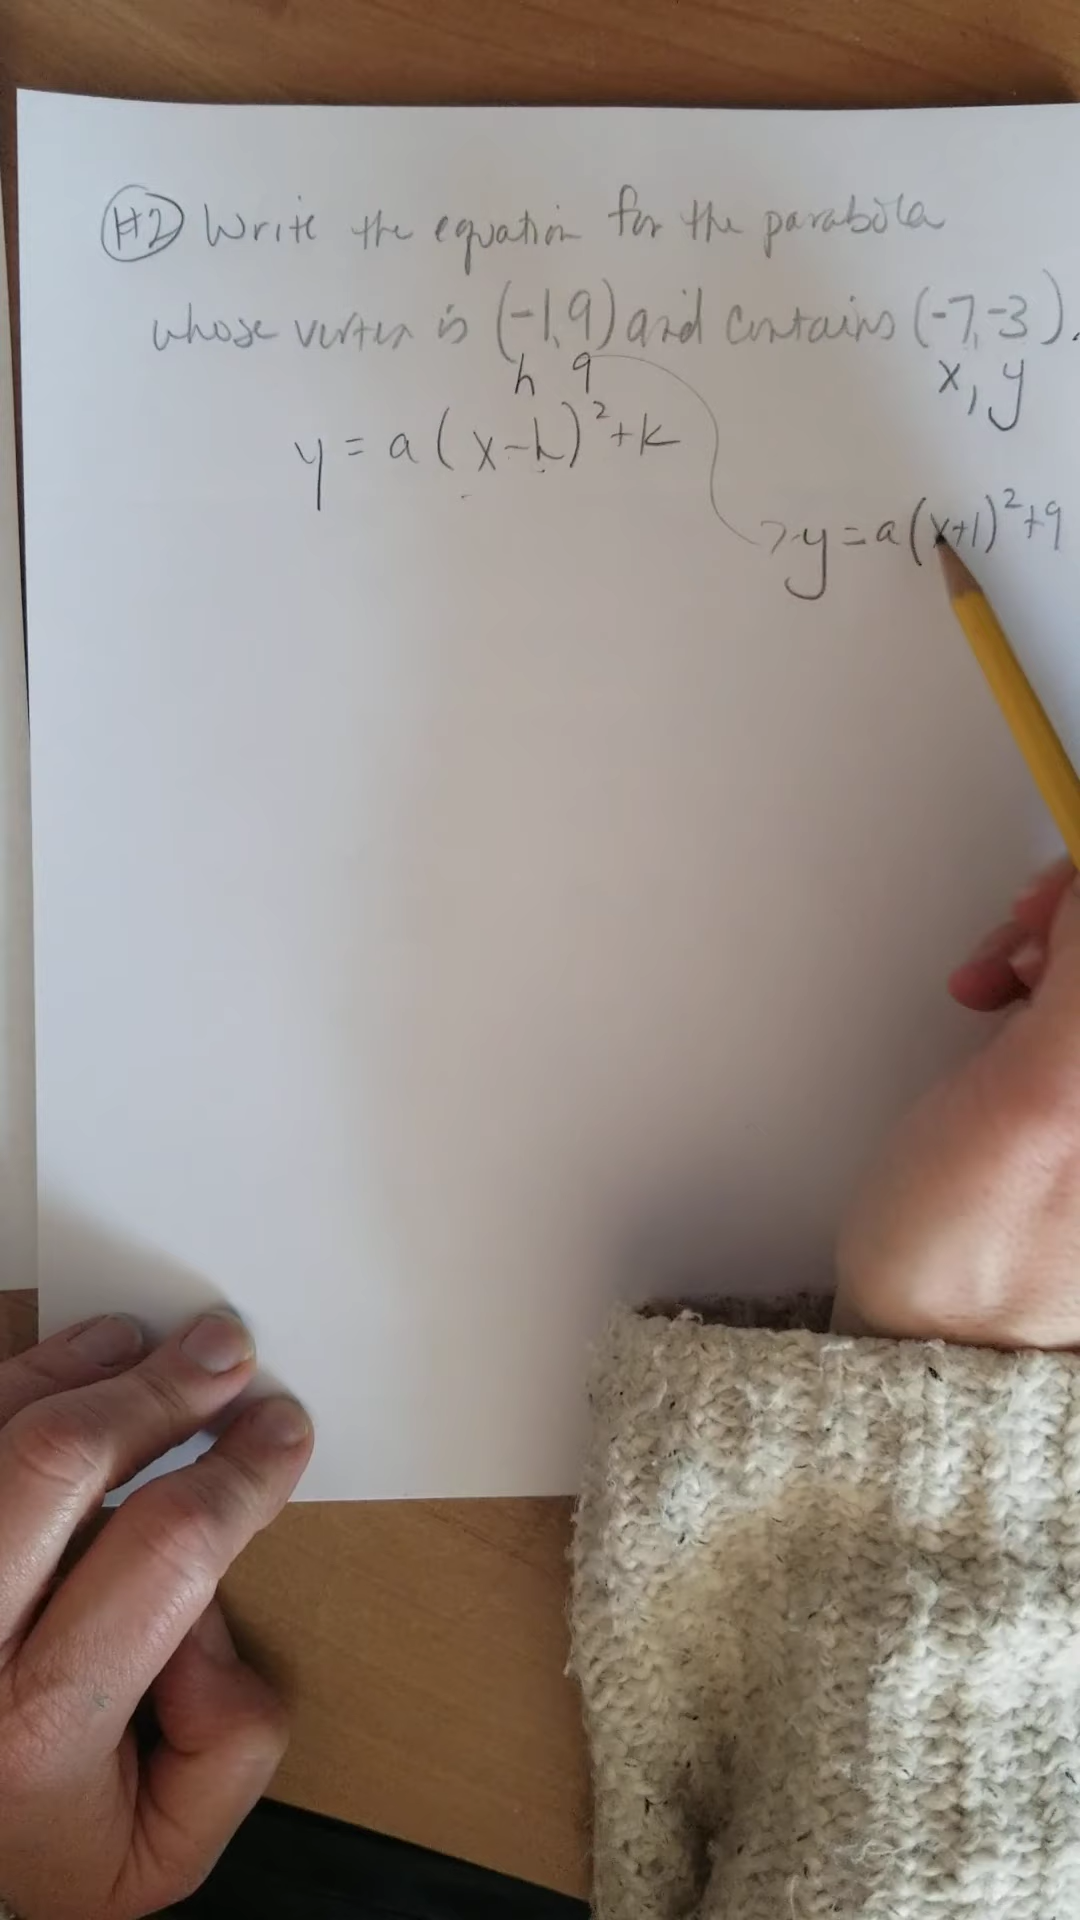 #2 Write the equation for the parabola
whose vertex is (-1,9) and contains (-7,-3).
h 9 x, y
y = a(x-h)²+k
y=a(x+1)²+9